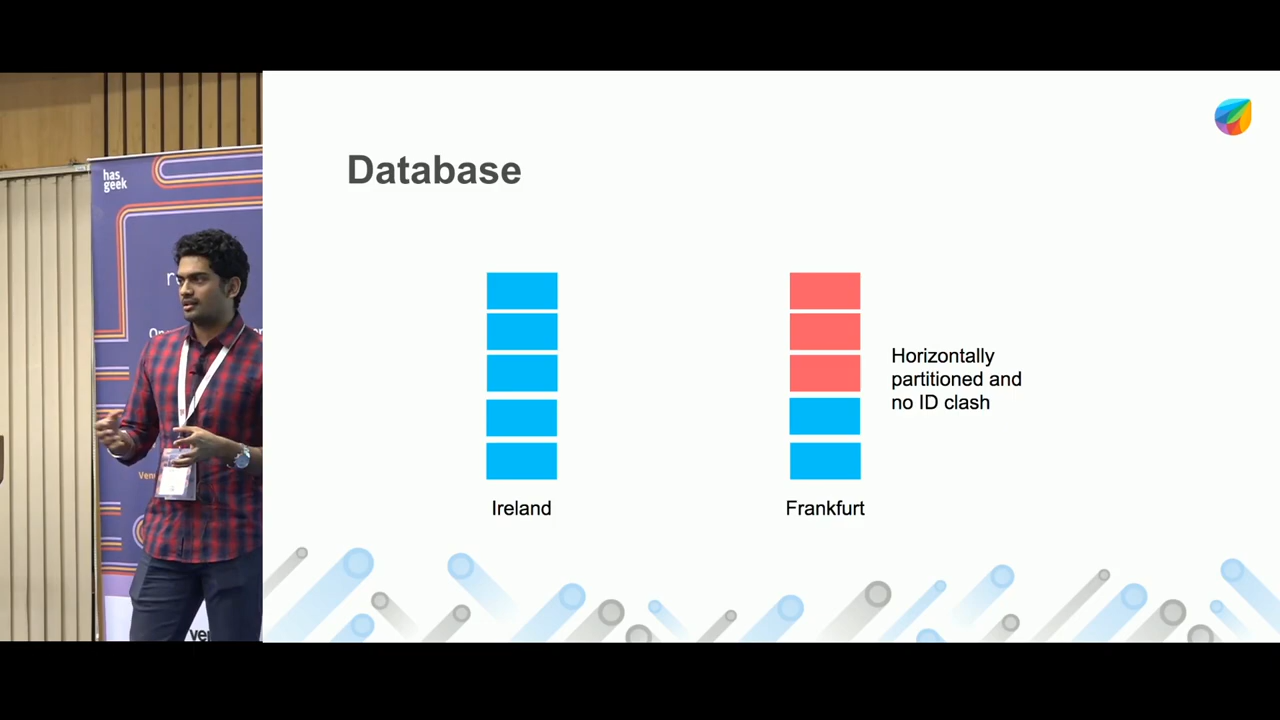 has
geek
Database
Horizontally
partitioned and
no ID clash
Ireland
Frankfurt